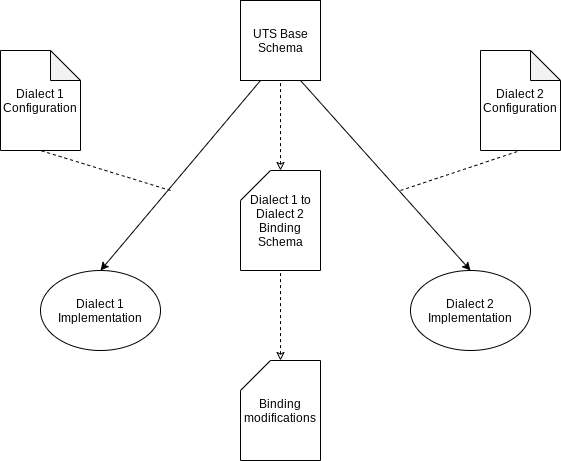 UTS Base
Schema
Dialect 1
Configuration
Dialect 2
Configuration
Dialect 1 to
Dialect 2
Binding
Schema
Dialect 1
Implementation
Dialect 2
Implementation
Binding
modifications